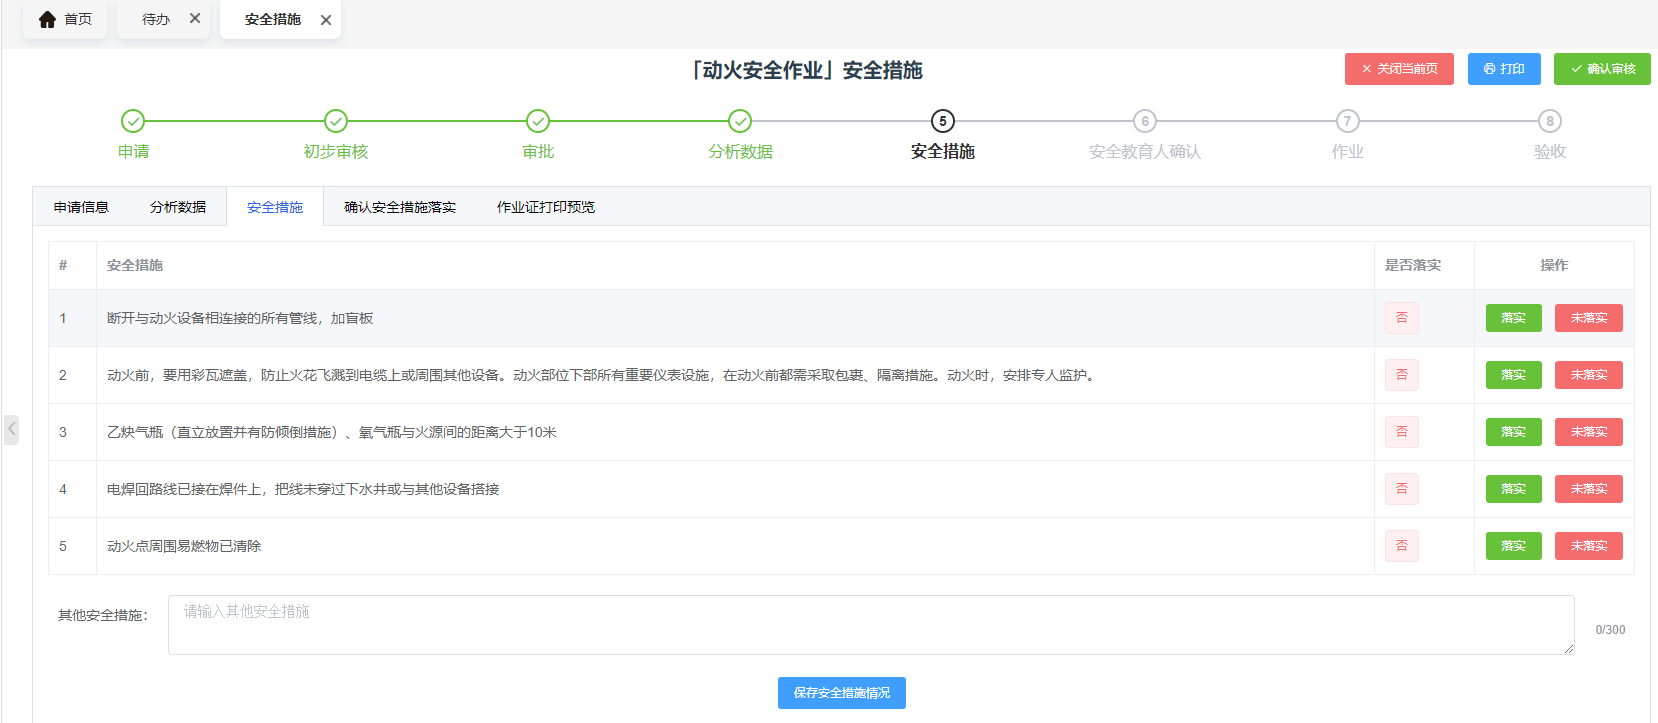 首页 待办 安全措施
「动火安全作业」安全措施
关闭当前页 打印 确认审核
5 6 7 8
申请 初步审核 审批 分析数据 安全措施 安全教育人确认 作业 验收
申请信息 分析数据 安全措施 确认安全措施落实 作业证打印预览
# 安全措施 是否落实 操作
1 断开与动火设备相连接的所有管线，加盲板 否 落实 未落实
2 动火前，要用彩瓦遮盖，防止火花飞溅到电缆上或周围其他设备。动火部位下部所有重要仪表设施，在动火前都需采取包裹、隔离措施。动火时，安排专人监护。 否 落实 未落实
3 乙炔气瓶（直立放置并有防倾倒措施）、氧气瓶与火源间的距离大于10米 否 落实 未落实
4 电焊回路线已接在焊件上，把线未穿过下水井或与其他设备搭接 否 落实 未落实
5 动火点周围易燃物已清除 否 落实 未落实
其他安全措施： 请输入其他安全措施
0/300
保存安全措施情况